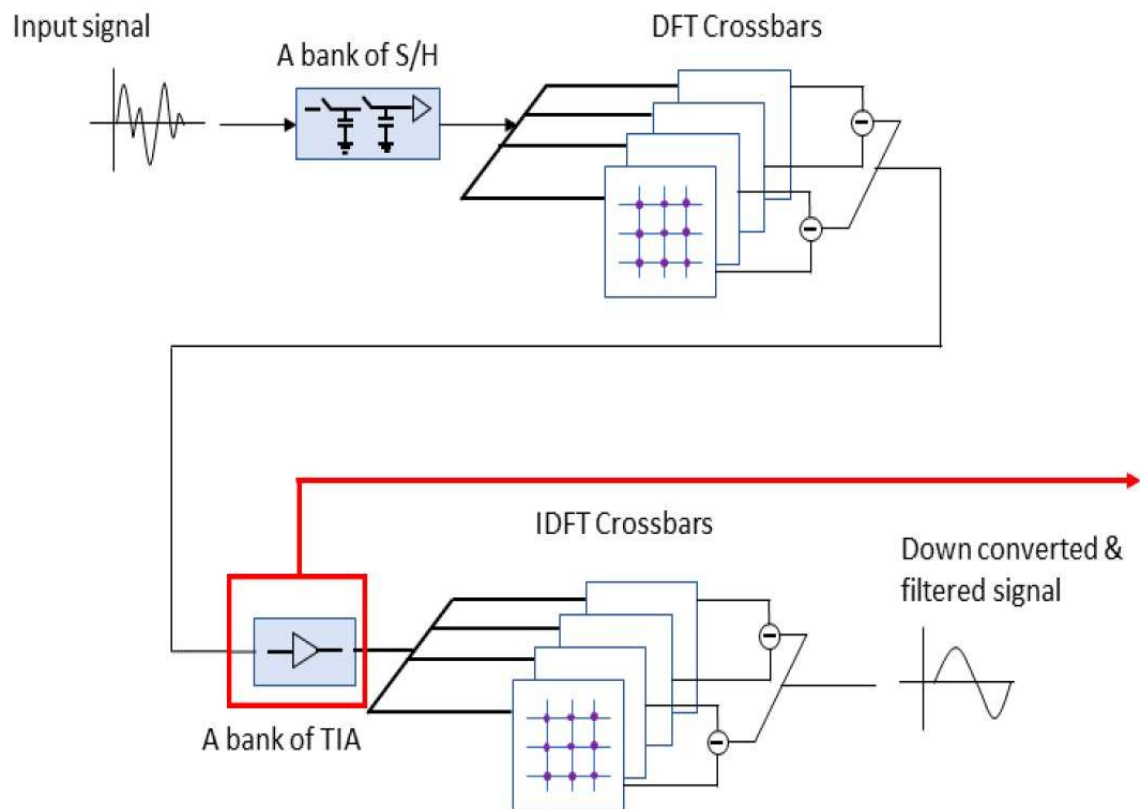 Input signal
A bank of S/H
DFT Crossbars
IDFT Crossbars
Down converted &
filtered signal
A bank of TIA